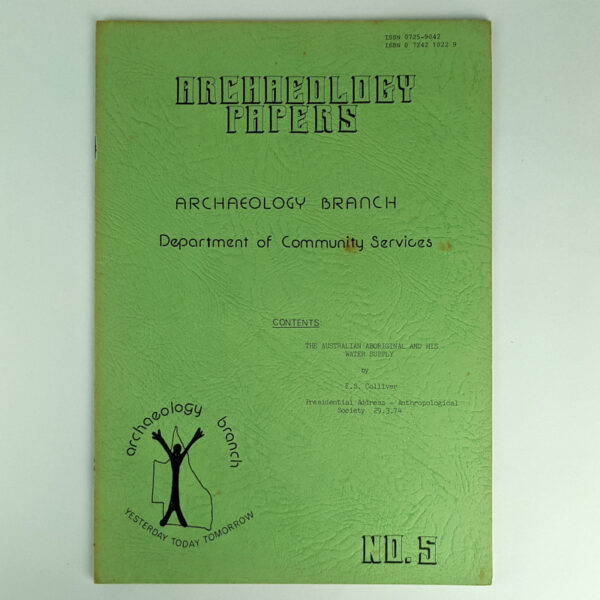 ISBN 0725-9042
ISBN 0 7242 1022 9
ARCHAEOLOGY
PAPERS
ARCHAEOLOGY BRANCH
Department of Community Services
CONTENTS
THE AUSTRALIAN ABORIGINAL AND HIS
WATER SUPPLY
by
F.S. Colliver
Presidential Address - Anthropological
Society 29.3.74
archaeology branch
YESTERDAY TODAY TOMORROW
NO. 5